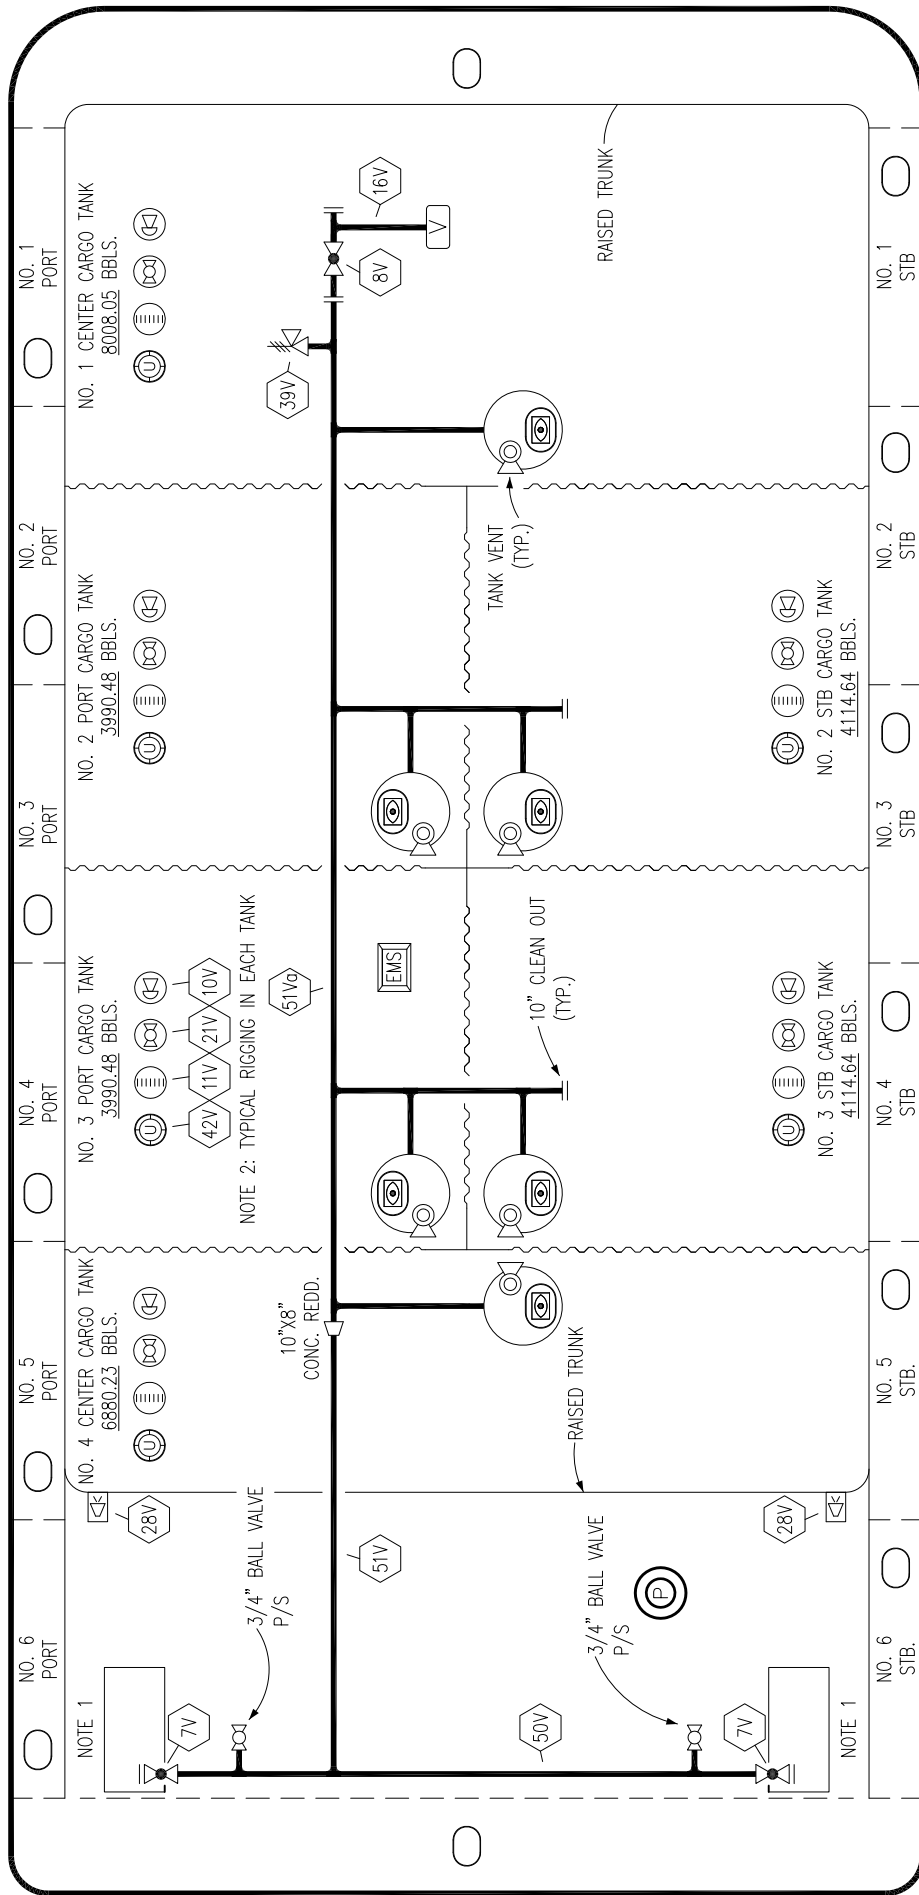 NO. 1
PORT
NO. 2
PORT
NO. 3
PORT
NO. 4
PORT
NO. 5
PORT
NO. 6
PORT
NO. 1 CENTER CARGO TANK
8008.05 BBLS.
U
NO. 2 PORT CARGO TANK
3990.48 BBLS.
U
NO. 3 PORT CARGO TANK
3990.48 BBLS.
U
42V
11V
21V
10V
NOTE 2: TYPICAL RIGGING IN EACH TANK
NO. 4 CENTER CARGO TANK
6880.23 BBLS.
U
16V
8V
V
39V
RAISED TRUNK
TANK VENT
(TYP.)
51Va
EMS
10" CLEAN OUT
(TYP.)
10"X8"
CONC. REDD.
RAISED TRUNK
28V
3/4" BALL VALVE
P/S
51V
28V
3/4" BALL VALVE
P/S
P
NOTE 1
7V
50V
7V
NOTE 1
U
NO. 2 STB CARGO TANK
4114.64 BBLS.
U
NO. 3 STB CARGO TANK
4114.64 BBLS.
NO. 1
STB
NO. 2
STB
NO. 3
STB
NO. 4
STB
NO. 5
STB.
NO. 6
STB.